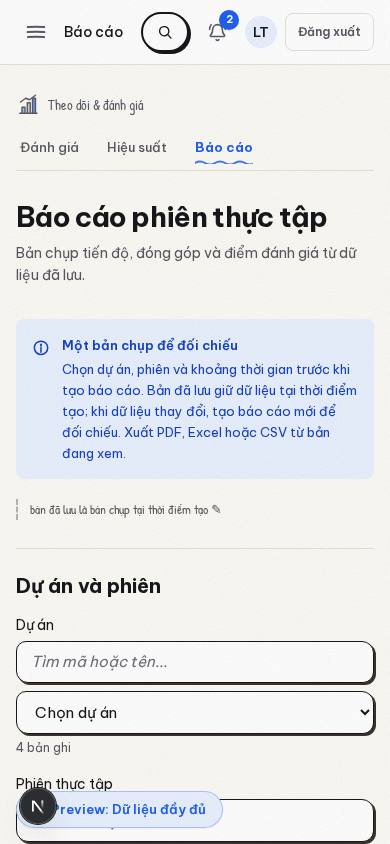 Báo cáo
2
LT
Đăng xuất
Theo dõi & đánh giá
Đánh giá
Hiệu suất
Báo cáo
Báo cáo phiên thực tập
Bản chụp tiến độ, đóng góp và điểm đánh giá từ dữ
liệu đã lưu.
Một bản chụp để đối chiếu
Chọn dự án, phiên và khoảng thời gian trước khi
tạo báo cáo. Bản đã lưu giữ dữ liệu tại thời điểm
tạo; khi dữ liệu thay đổi, tạo báo cáo mới để
đối chiếu. Xuất PDF, Excel hoặc CSV từ bản
đang xem.
bản đã lưu là bản chụp tại thời điểm tạo ✎
Dự án và phiên
Dự án
Tìm mã hoặc tên...
Chọn dự án
4 bản ghi
Phiên thực tập
N
Preview: Dữ liệu đầy đủ